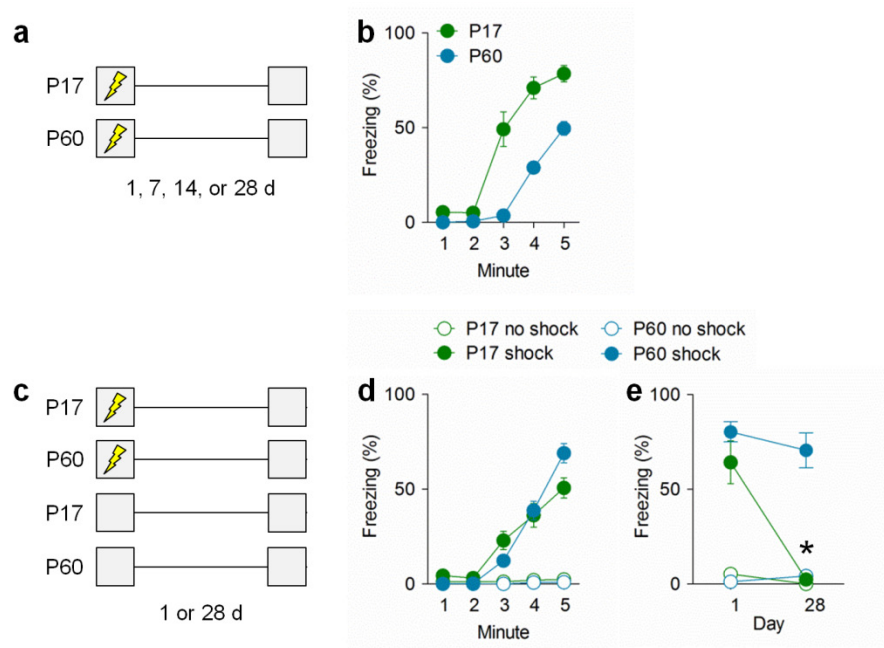 a
P17
P60
1, 7, 14, or 28 d
b
P17
P60
Freezing (%)
100
50
0
1 2 3 4 5
Minute
P17 no shock P60 no shock
P17 shock P60 shock
c
P17
P60
P17
P60
1 or 28 d
d
Freezing (%)
100
50
0
1 2 3 4 5
Minute
e
Freezing (%)
100
50
0
*
1 28
Day